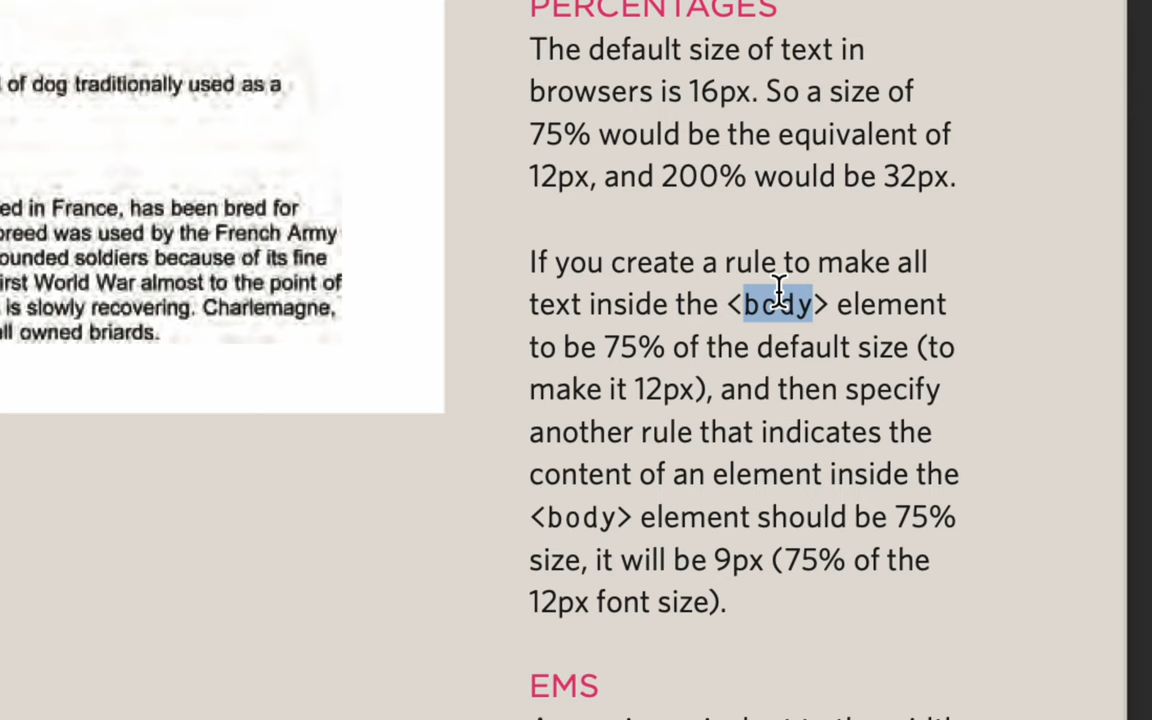 of dog traditionally used as a
ed in France, has been bred for
breed was used by the French Army
ounded soldiers because of its fine
irst World War almost to the point of
is slowly recovering. Charlemagne,
all owned briards.
PERCENTAGES
The default size of text in
browsers is 16px. So a size of
75% would be the equivalent of
12px, and 200% would be 32px.
If you create a rule to make all
text inside the <body> element
to be 75% of the default size (to
make it 12px), and then specify
another rule that indicates the
content of an element inside the
<body> element should be 75%
size, it will be 9px (75% of the
12px font size).
EMS